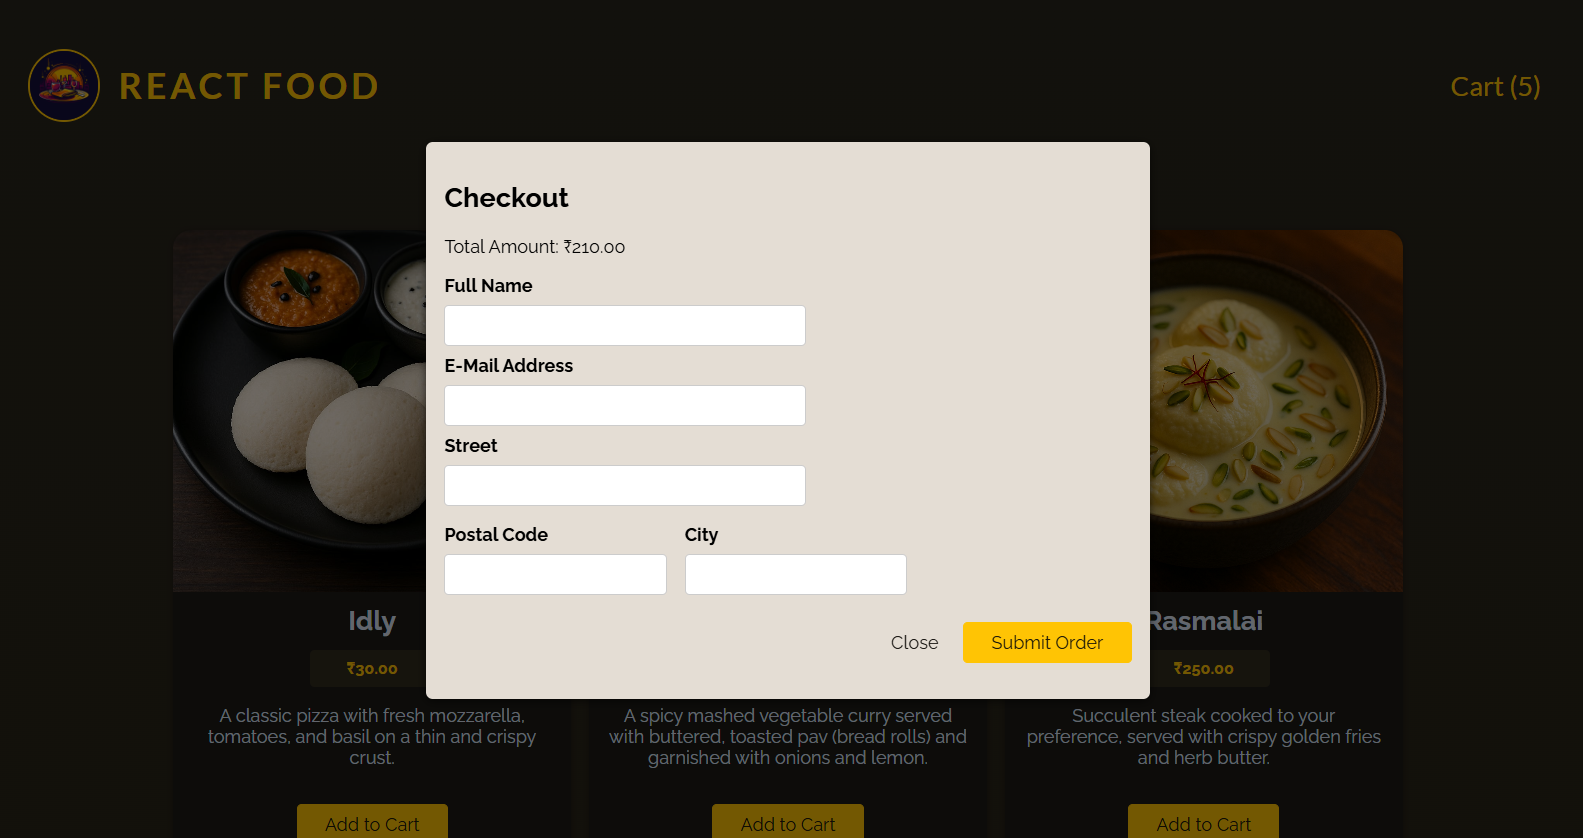 REACT FOOD
Cart (5)
Checkout
Total Amount: ₹210.00
Full Name
E-Mail Address
Street
Postal Code
City
Close
Submit Order
Idly
₹30.00
A classic pizza with fresh mozzarella,
tomatoes, and basil on a thin and crispy
crust.
Add to Cart
A spicy mashed vegetable curry served
with buttered, toasted pav (bread rolls) and
garnished with onions and lemon.
Add to Cart
Rasmalai
₹250.00
Succulent steak cooked to your
preference, served with crispy golden fries
and herb butter.
Add to Cart